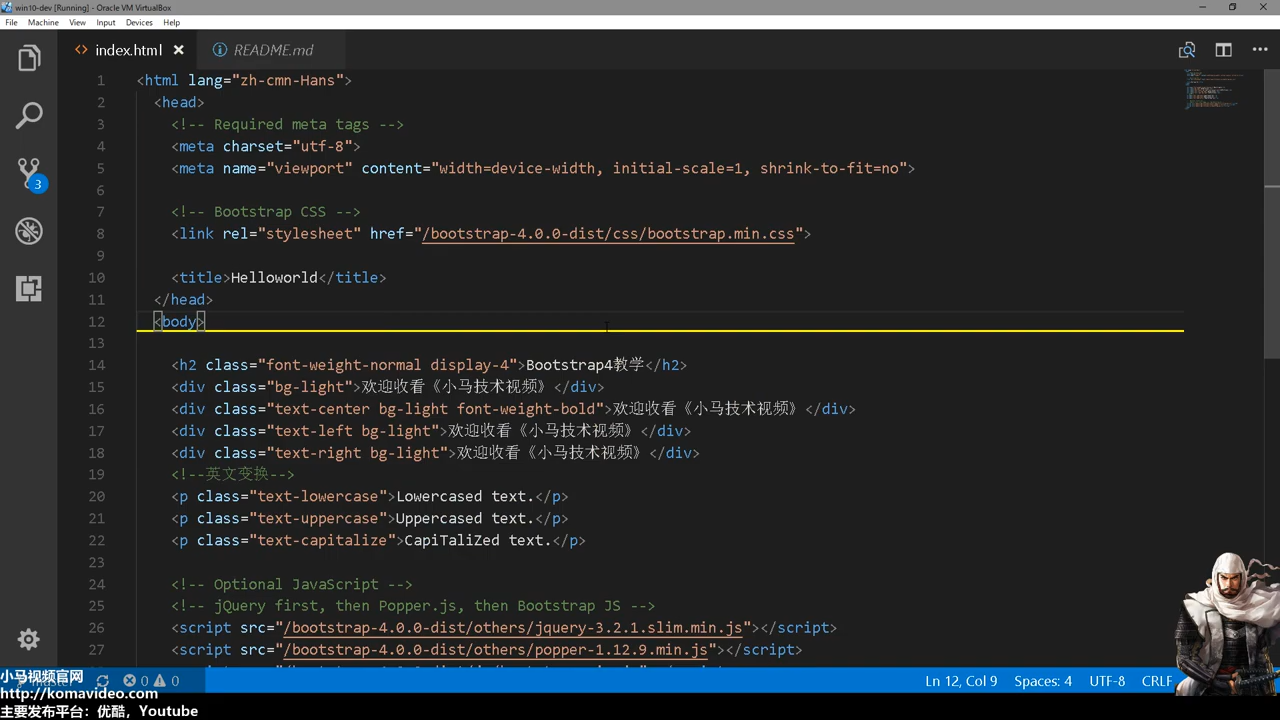 win10-dev [Running] - Oracle VM VirtualBox
File Machine View Input Devices Help
index.html README.md
1 <html lang="zh-cmn-Hans">
2 <head>
3 <!-- Required meta tags -->
4 <meta charset="utf-8">
5 <meta name="viewport" content="width=device-width, initial-scale=1, shrink-to-fit=no">
6
7 <!-- Bootstrap CSS -->
8 <link rel="stylesheet" href="/bootstrap-4.0.0-dist/css/bootstrap.min.css">
9
10 <title>Helloworld</title>
11 </head>
12 <body>
13
14 <h2 class="font-weight-normal display-4">Bootstrap4教学</h2>
15 <div class="bg-light">欢迎收看《小马技术视频》</div>
16 <div class="text-center bg-light font-weight-bold">欢迎收看《小马技术视频》</div>
17 <div class="text-left bg-light">欢迎收看《小马技术视频》</div>
18 <div class="text-right bg-light">欢迎收看《小马技术视频》</div>
19 <!--英文变换-->
20 <p class="text-lowercase">Lowercased text.</p>
21 <p class="text-uppercase">Uppercased text.</p>
22 <p class="text-capitalize">CapiTaliZed text.</p>
23
24 <!-- Optional JavaScript -->
25 <!-- jQuery first, then Popper.js, then Bootstrap JS -->
26 <script src="/bootstrap-4.0.0-dist/others/jquery-3.2.1.slim.min.js"></script>
27 <script src="/bootstrap-4.0.0-dist/others/popper-1.12.9.min.js"></script>
3
小马视频官网
0 0 Ln 12, Col 9 Spaces: 4 UTF-8 CRLF
http://komavideo.com
主要发布平台：优酷，Youtube